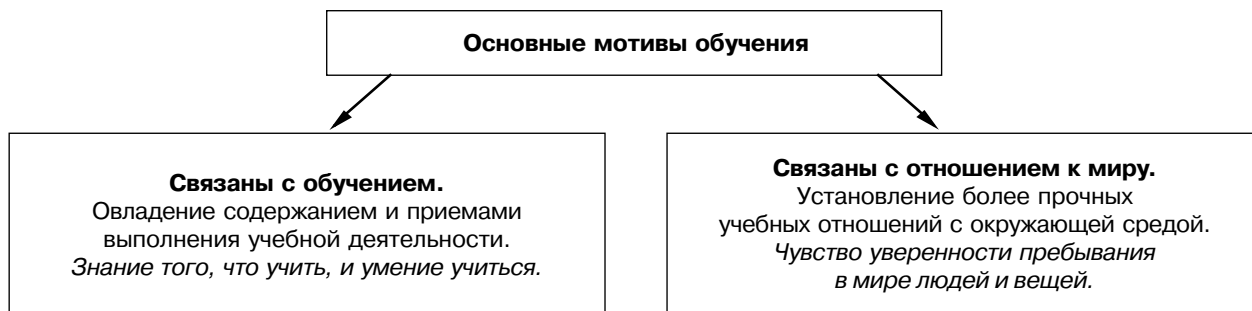 Основные мотивы обучения
Связаны с обучением.
Овладение содержанием и приемами
выполнения учебной деятельности.
Знание того, что учить, и умение учиться.
Связаны с отношением к миру.
Установление более прочных
учебных отношений с окружающей средой.
Чувство уверенности пребывания
в мире людей и вещей.